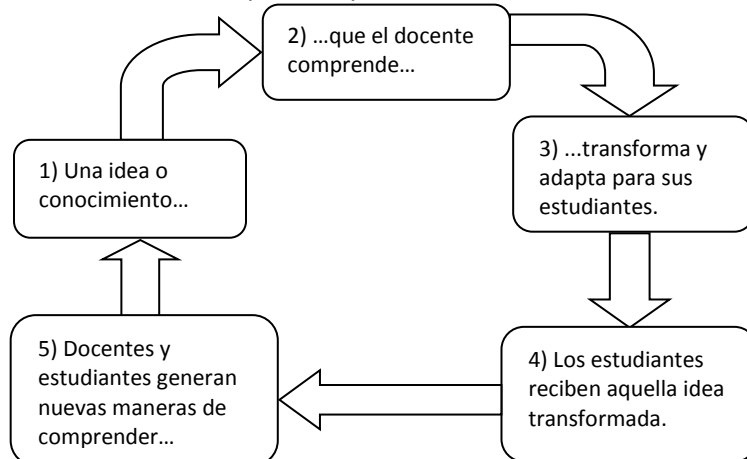 1) Una idea o
conocimiento…
2) …que el docente
comprende…
3) ...transforma y
adapta para sus
estudiantes.
4) Los estudiantes
reciben aquella idea
transformada.
5) Docentes y
estudiantes generan
nuevas maneras de
comprender…